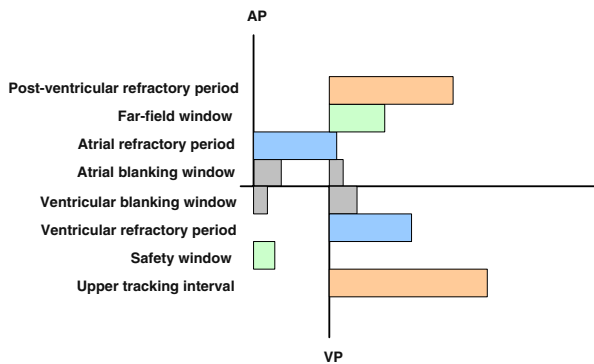 AP
Post-ventricular refractory period
Far-field window
Atrial refractory period
Atrial blanking window
Ventricular blanking window
Ventricular refractory period
Safety window
Upper tracking interval
VP